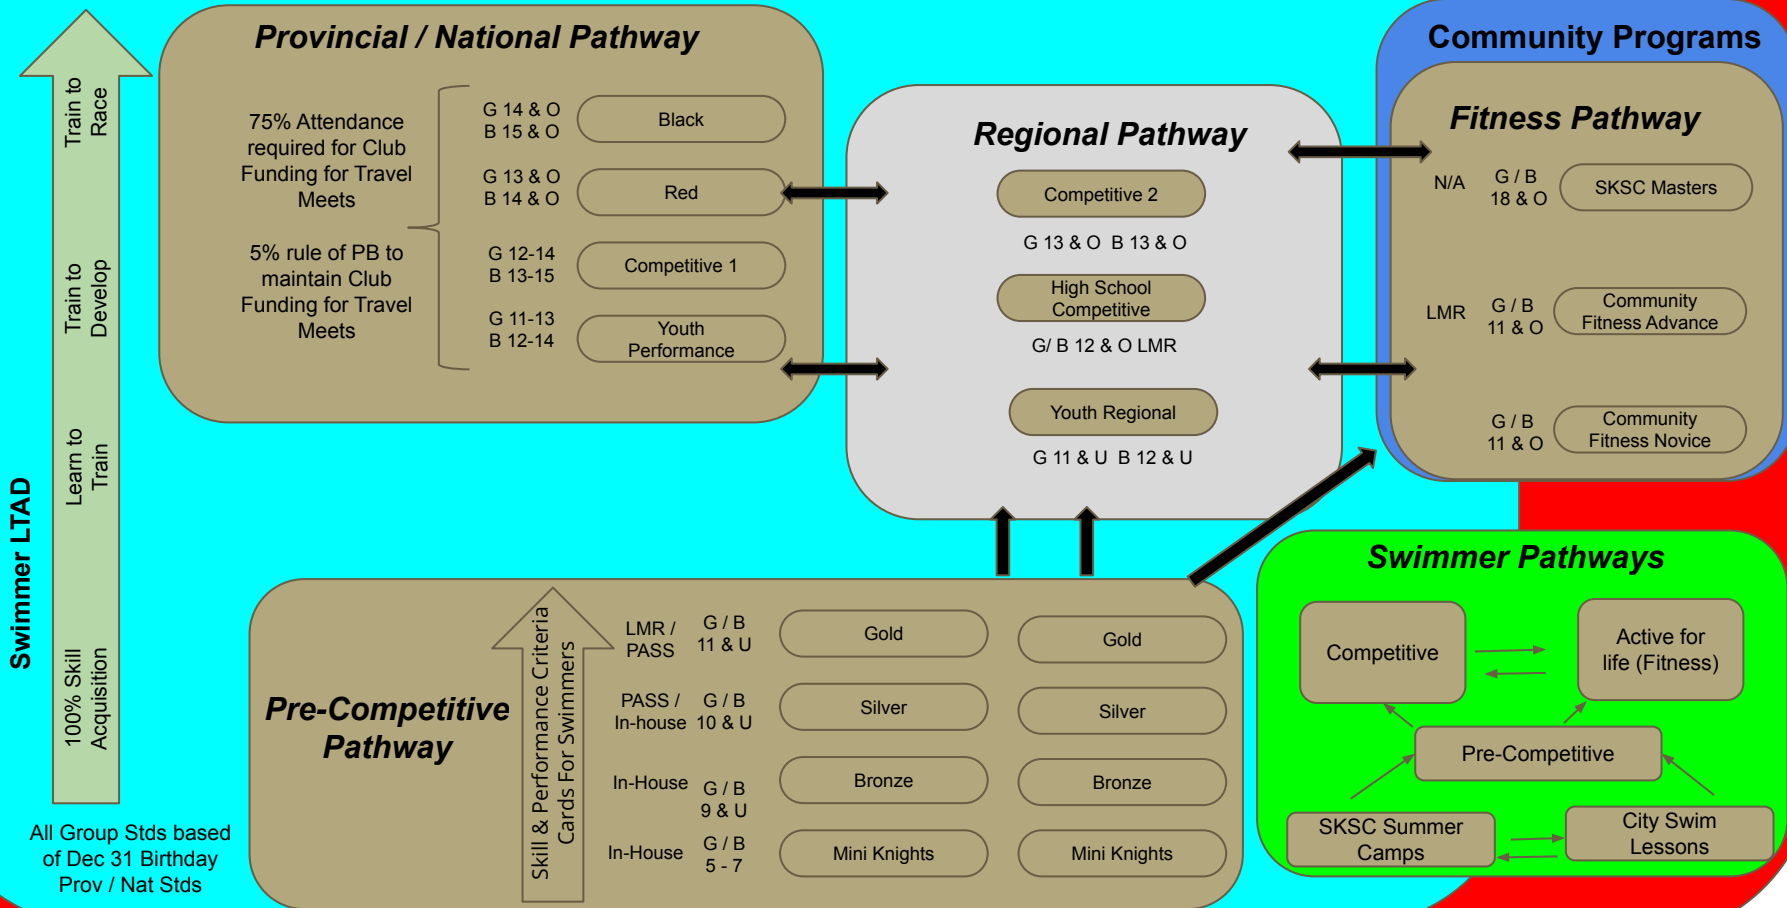 Swimmer LTAD
Train to
Race
Train to
Develop
Learn to
Train
100% Skill
Acquisition
All Group Stds based
of Dec 31 Birthday
Prov / Nat Stds
Provincial / National Pathway
75% Attendance
required for Club
Funding for Travel
Meets
5% rule of PB to
maintain Club
Funding for Travel
Meets
G 14 & O
B 15 & O
Black
G 13 & O
B 14 & O
Red
G 12-14
B 13-15
Competitive 1
G 11-13
B 12-14
Youth
Performance
Regional Pathway
Competitive 2
G 13 & O B 13 & O
High School
Competitive
G/ B 12 & O LMR
Youth Regional
G 11 & U B 12 & U
Community Programs
Fitness Pathway
N/A
G / B
18 & O
SKSC Masters
LMR
G / B
11 & O
Community
Fitness Advance
G / B
11 & O
Community
Fitness Novice
Pre-Competitive
Pathway
Skill & Performance Criteria
Cards For Swimmers
LMR /
PASS
G / B
11 & U
Gold
Gold
PASS /
In-house
G / B
10 & U
Silver
Silver
In-House
G / B
9 & U
Bronze
Bronze
In-House
G / B
5 - 7
Mini Knights
Mini Knights
Swimmer Pathways
Competitive
Active for
life (Fitness)
Pre-Competitive
SKSC Summer
Camps
City Swim
Lessons